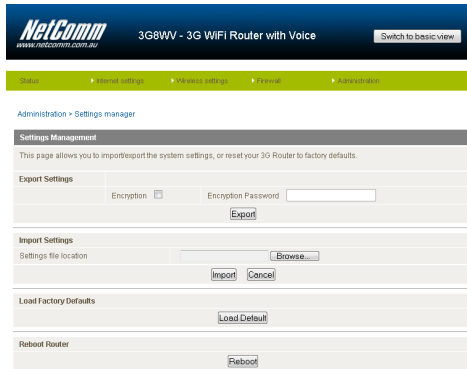 NetComm
www.netcomm.com.au
3G8WV - 3G WiFi Router with Voice
Switch to basic view
Status Internet settings Wireless settings Firewall Administration
Administration > Settings manager
Settings Management
This page allows you to import/export the system settings, or reset your 3G Router to factory defaults.
Export Settings
Encryption Encryption Password
Export
Import Settings
Settings file location Browse...
Import Cancel
Load Factory Defaults
Load Default
Reboot Router
Reboot